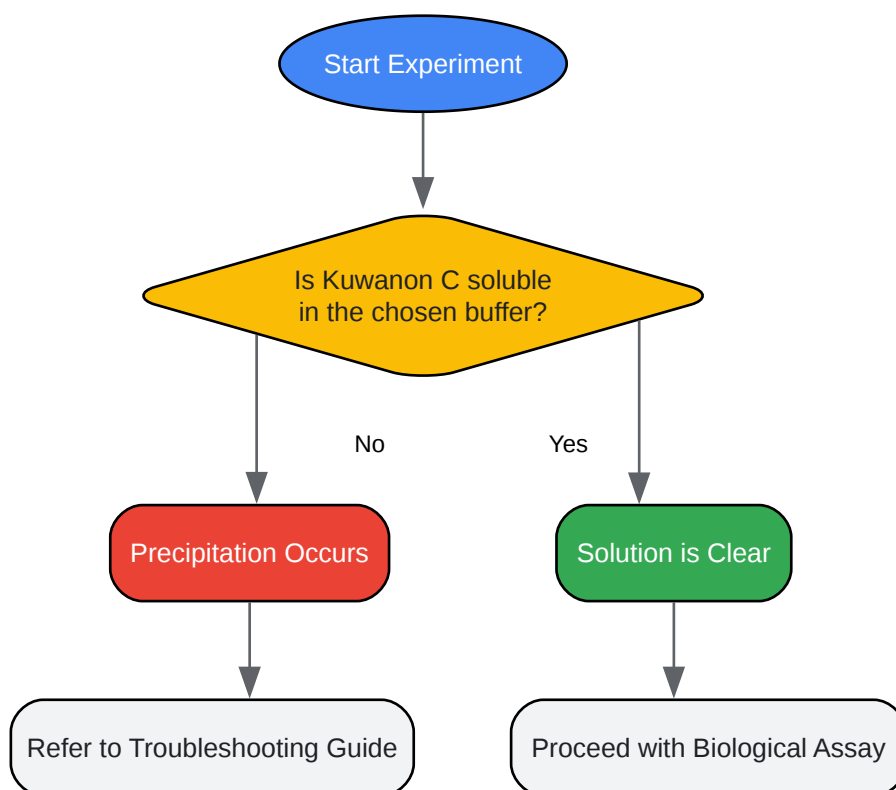 Start Experiment
Is Kuwanon C soluble
in the chosen buffer?
No
Yes
Precipitation Occurs
Solution is Clear
Refer to Troubleshooting Guide
Proceed with Biological Assay